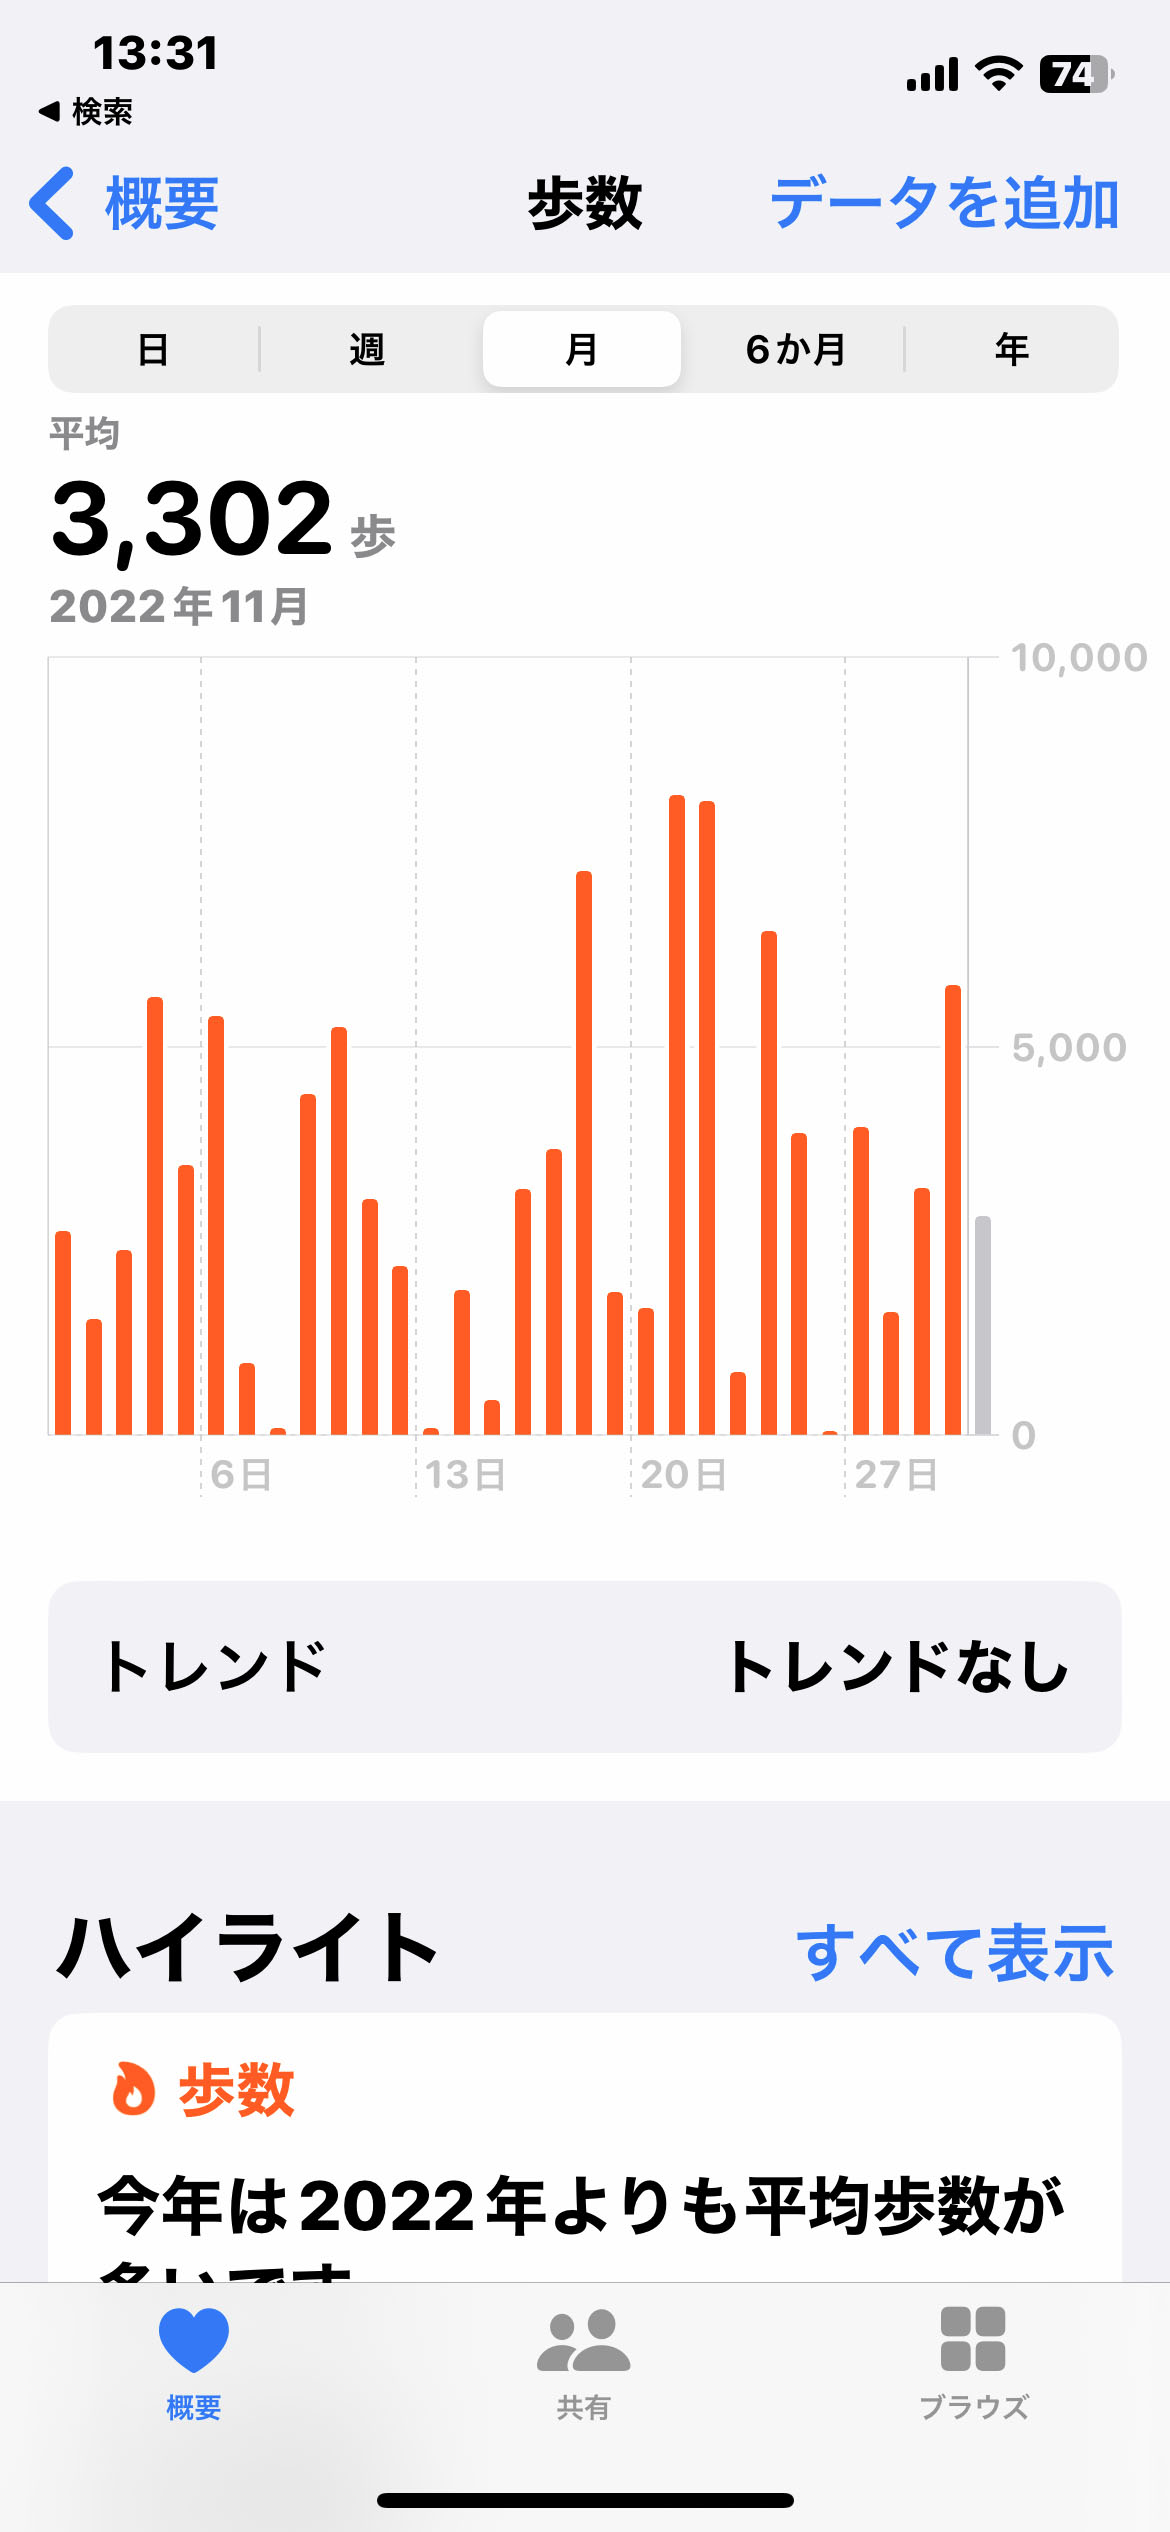 13:31
74
◀ 検索
概要
歩数
データを追加
日
週
月
6か月
年
平均
3,302 歩
2022年11月
10,000
5,000
0
6日
13日
20日
27日
トレンド
トレンドなし
ハイライト
すべて表示
歩数
今年は2022年よりも平均歩数が
多いです
概要
共有
ブラウズ